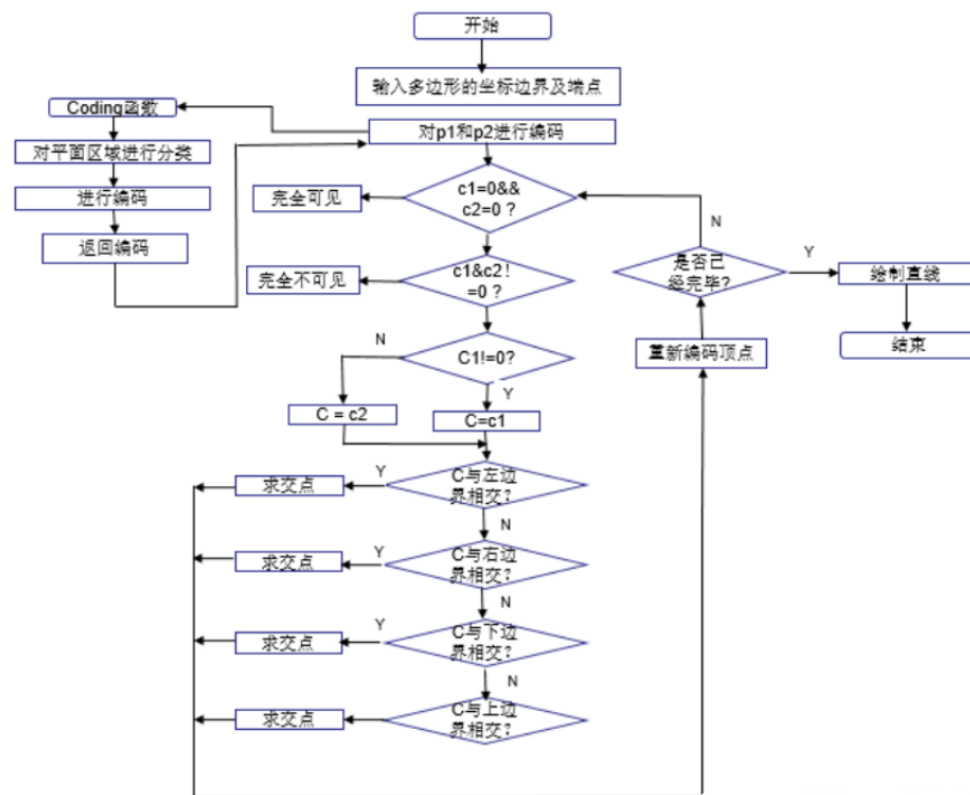 开始
输入多边形的坐标边界及端点
Coding函数
对p1和p2进行编码
对平面区域进行分类
进行编码
返回编码
完全可见
c1=0&&
c2=0？
N
完全不可见
c1&c2!
=0？
是否已
经完毕？
Y
绘制直线
结束
重新编码顶点
N
C1!=0?
Y
C = c2
C=c1
求交点
Y
C与左边
界相交？
N
求交点
Y
C与右边
界相交？
N
求交点
Y
C与下边
界相交？
N
求交点
C与上边
界相交？